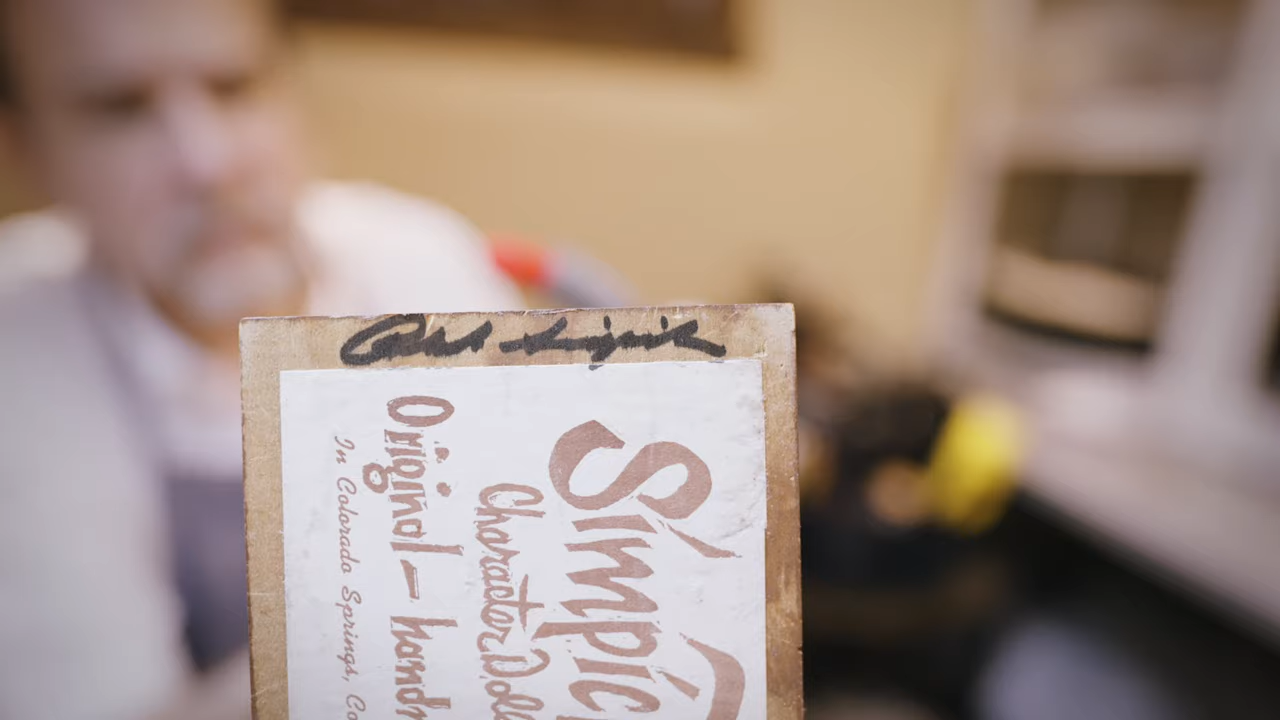 Simpic
Character Doll
Original – hand
In Colorado Springs, Co